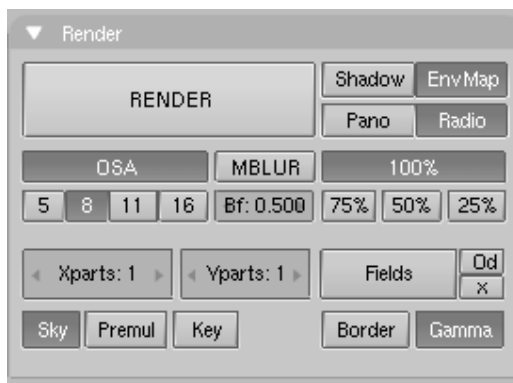 Render
RENDER
Shadow EnvMap
Pano Radio
OSA MBLUR 100%
5 8 11 16 Bf: 0.500 75% 50% 25%
Xparts: 1 Yparts: 1 Fields Od
x
Sky Premul Key Border Gamma